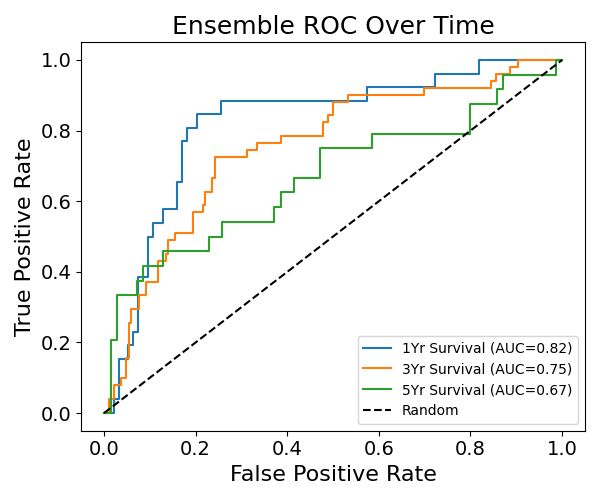 Ensemble ROC Over Time
True Positive Rate
1.0
0.8
0.6
0.4
0.2
0.0
1Yr Survival (AUC=0.82)
3Yr Survival (AUC=0.75)
5Yr Survival (AUC=0.67)
Random
0.0 0.2 0.4 0.6 0.8 1.0
False Positive Rate